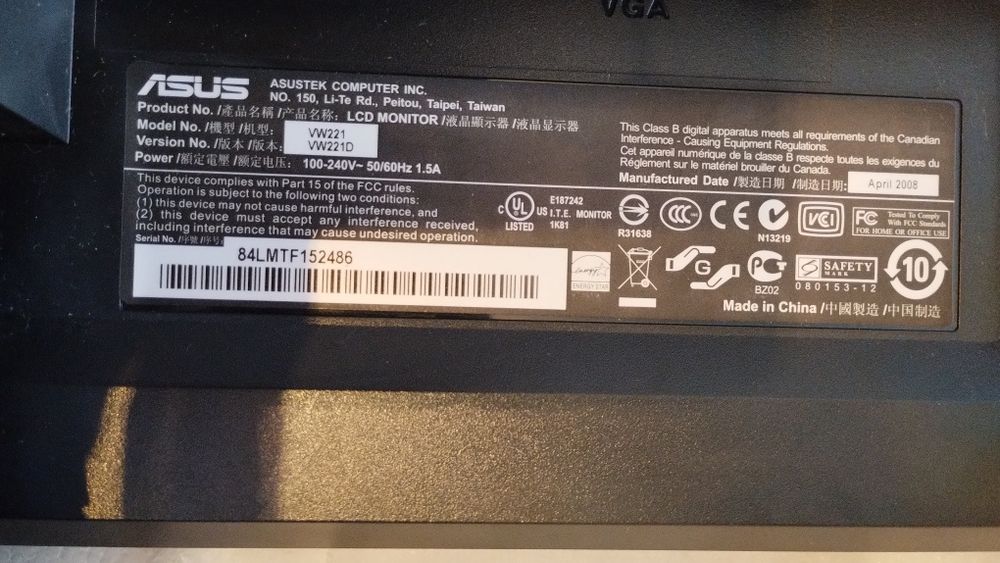 VGA
ASUS
ASUSTEK COMPUTER INC.
NO. 150, Li-Te Rd., Peitou, Taipei, Taiwan
Product No. /產品名稱 /产品名称: LCD MONITOR /液晶顯示器 /液晶显示器
Model No. /機型 /机型: VW221
Version No. /版本 /版本: VW221D
Power /額定電壓 /额定电压: 100-240V~ 50/60Hz 1.5A
This Class B digital apparatus meets all requirements of the Canadian
Interference - Causing Equipment Regulations.
Cet appareil numérique de la classe B respecte toutes les exigences du
Réglement sur le matériel brouiller du Canada.
Manufactured Date /製造日期 /制造日期: April 2008
This device complies with Part 15 of the FCC rules.
Operation is subject to the following two conditions:
(1) this device may not cause harmful interference, and
(2) this device must accept any interference received,
including interference that may cause undesired operation.
Serial No. /序號 /序号:
84LMTF152486
C UL US
LISTED
E187242
I.T.E. MONITOR
1K81
R31638
CCC
CE
N13219
VCI
FC Tested To Comply
With FCC Standards
FOR HOME OR OFFICE USE
energy
ENERGY STAR
G
PCT
BZ02
S SAFETY
MARK
080153-12
10
Made in China /中國製造 /中国制造